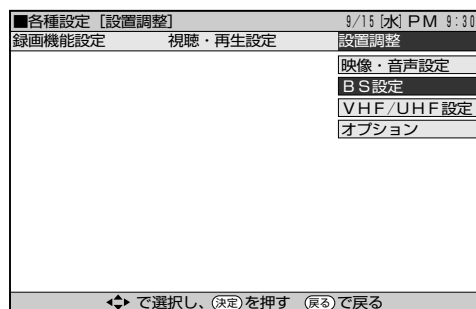 ■各種設定［設置調整］ 9/15［水］PM 9:30
録画機能設定 視聴・再生設定 設置調整
映像・音声設定
BS設定
VHF/UHF設定
オプション
で選択し、決定を押す 戻るで戻る